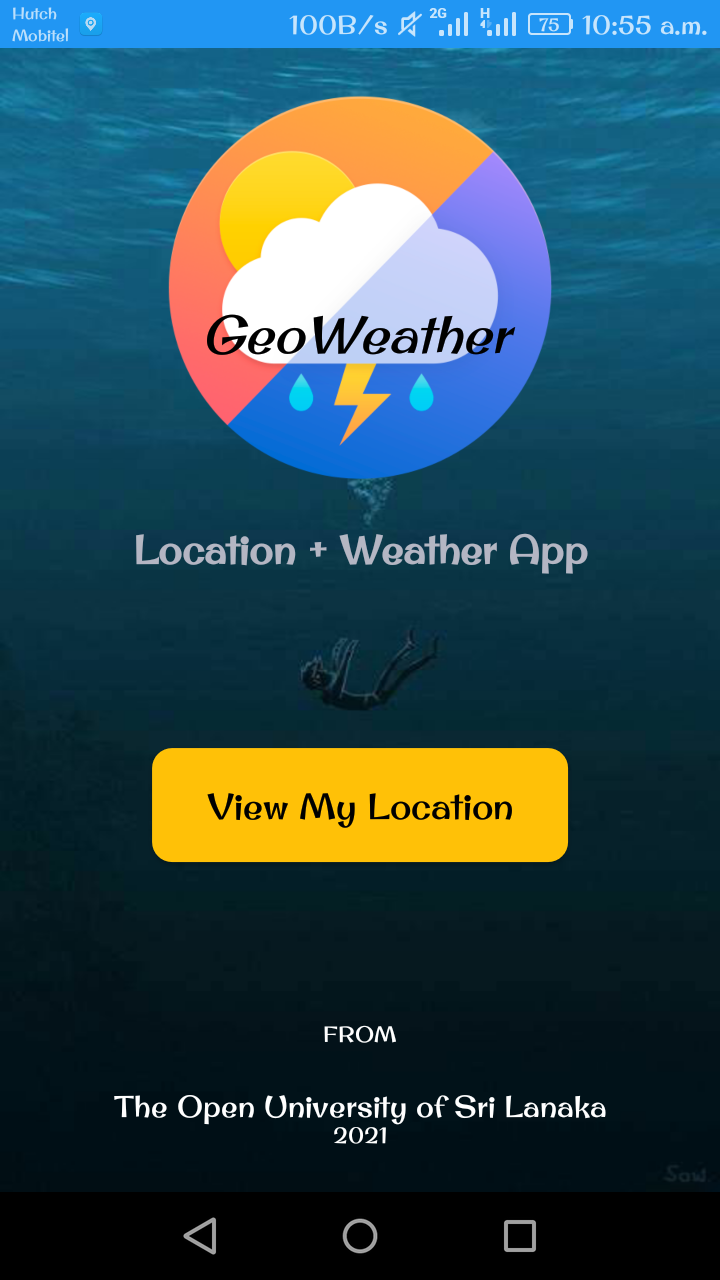 Hutch
Mobitel
100B/s 2G H 75 10:55 a.m.
GeoWeather
Location + Weather App
View My Location
FROM
The Open University of Sri Lanaka
2021